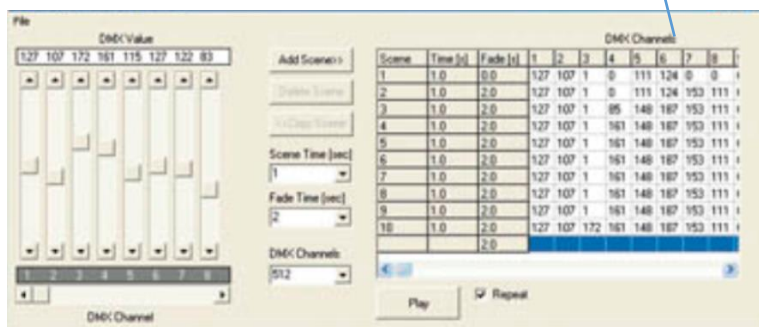 File
DMX Value
127 107 172 161 115 127 122 83
1 2 3 4 5 6 7 8
DMX Channel
Add Scene>>
Delete Scene
<<Copy Scene
Scene Time [sec]
1
Fade Time [sec]
2
DMX Channels
512
DMX Channels
Scene Time [s] Fade [s] 1 2 3 4 5 6 7 8
1 1.0 0.0 127 107 1 0 111 124 0 0
2 1.0 2.0 127 107 1 0 111 124 153 111
3 1.0 2.0 127 107 1 85 148 187 153 111
4 1.0 2.0 127 107 1 161 148 187 153 111
5 1.0 2.0 127 107 1 161 148 187 153 111
6 1.0 2.0 127 107 1 161 148 187 153 111
7 1.0 2.0 127 107 1 161 148 187 153 111
8 1.0 2.0 127 107 1 161 148 187 153 111
9 1.0 2.0 127 107 1 161 148 187 153 111
10 1.0 2.0 127 107 172 161 148 187 153 111
2.0
Play
Repeat